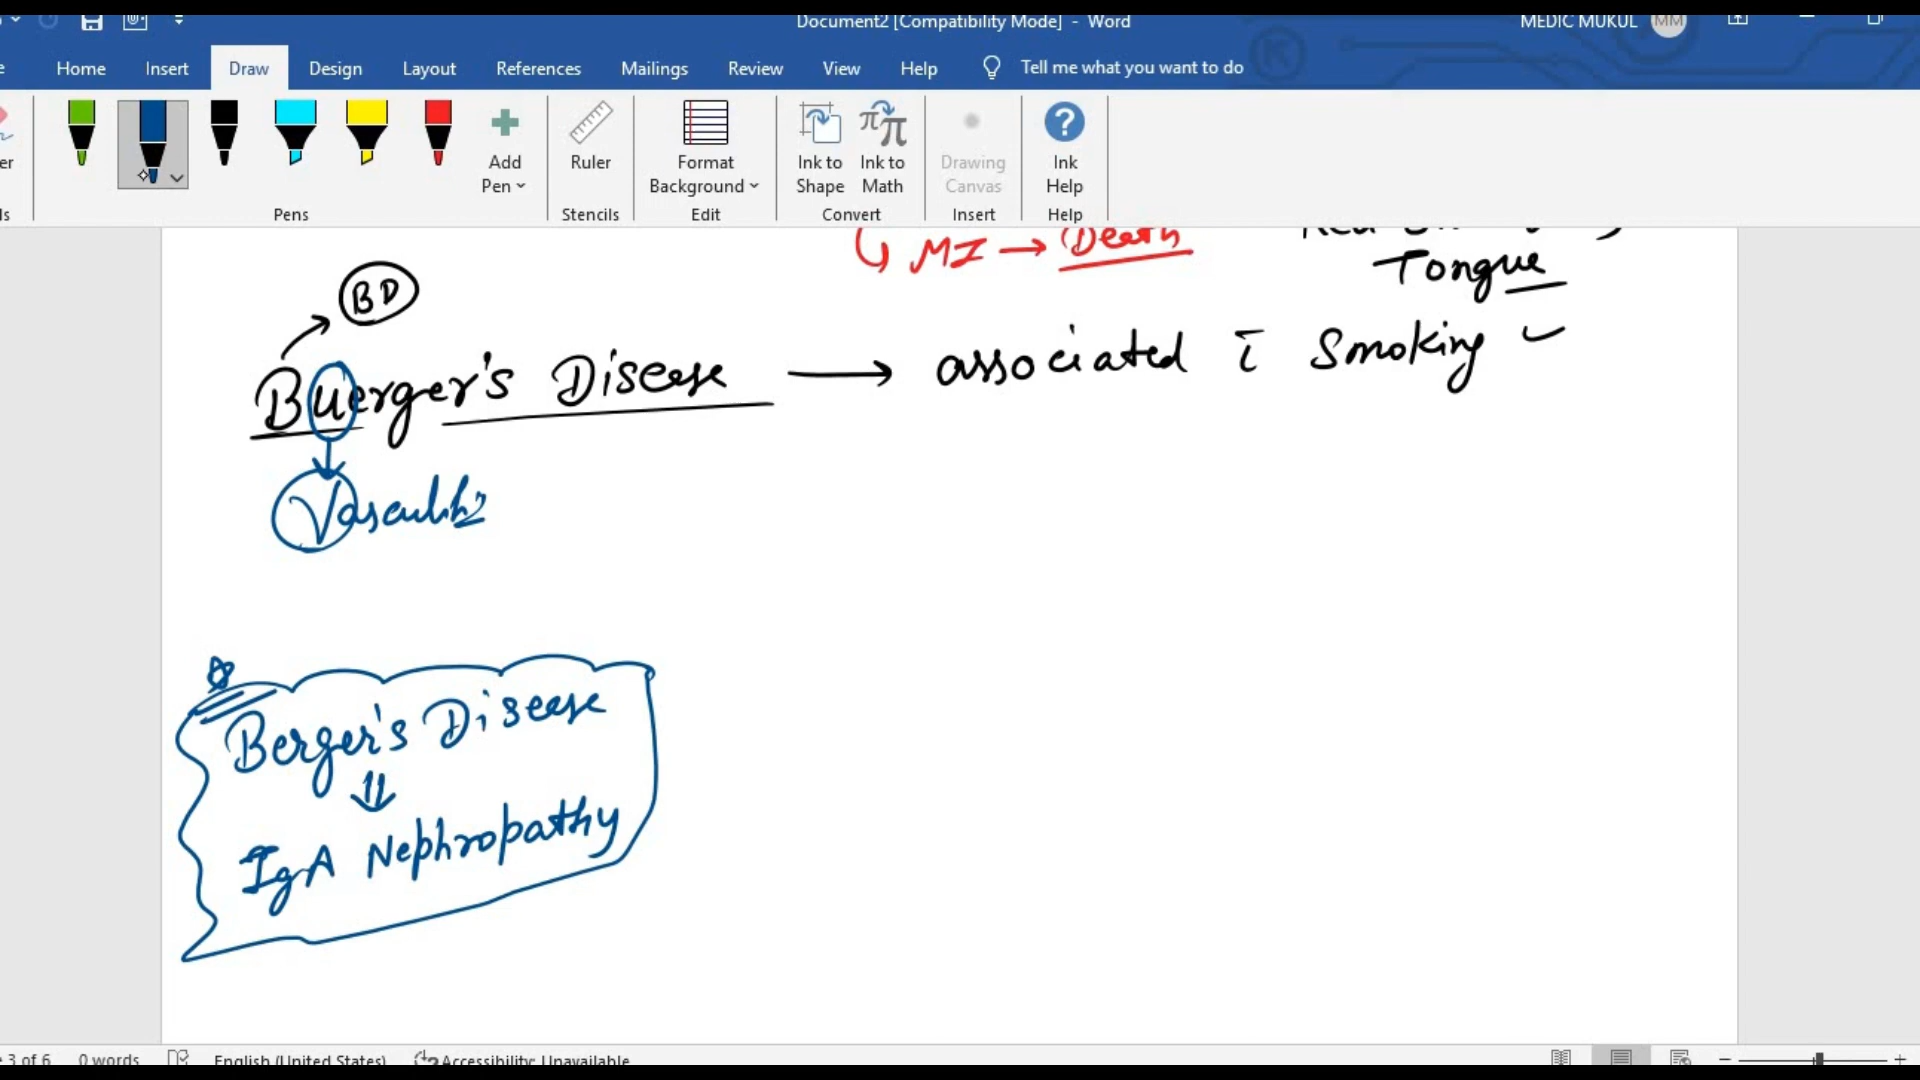 Document2 [Compatibility Mode] - Word
MEDIC MUKUL MM
Home Insert Draw Design Layout References Mailings Review View Help Tell me what you want to do
Add Pen
Ruler
Format Background
Ink to Shape
Ink to Math
Drawing Canvas
Ink Help
Pens Stencils Edit Convert Insert Help
MI → Death
Tongue
BD
Buerger's Disease → associated c̄ Smoking
Vasculitis
Berger's Disease
IgA Nephropathy
3 of 6 0 words English (United States) Accessibility: Unavailable